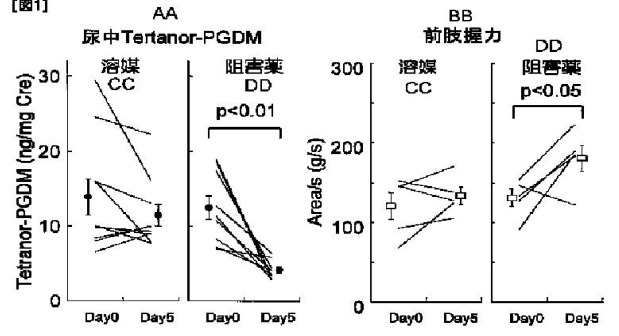 [図1]
AA
尿中Tertanor-PGDM
溶媒
CC
阻害薬
DD
p<0.01
Tetranor-PGDM (ng/mg Cre)
30
20
10
0
Day0
Day5
Day0
Day5
BB
前肢握力
溶媒
CC
DD
阻害薬
p<0.05
Area/s (g/s)
300
200
100
0
Day0
Day5
Day0
Day5